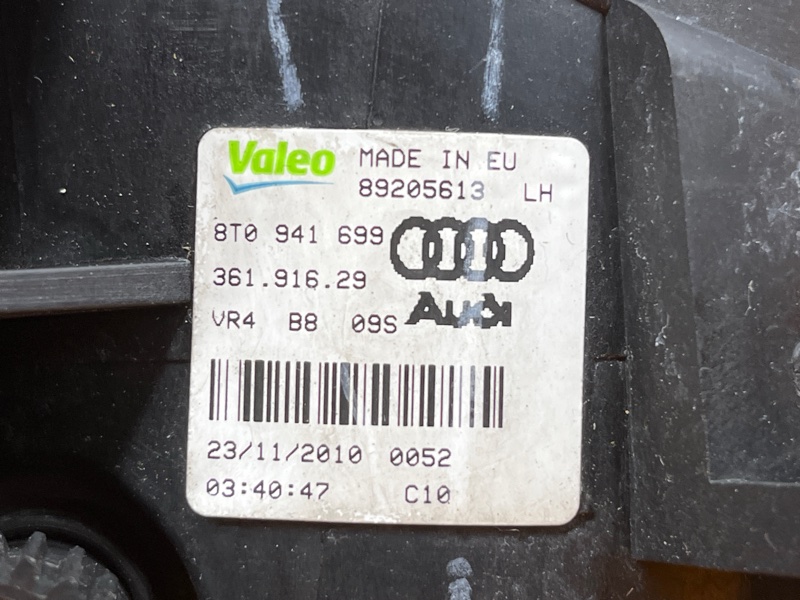 Valeo MADE IN EU
89205613 LH
8T0 941 699
361.916.29
Audi
VR4 B8 09S
23/11/2010 0052
03:40:47 C10